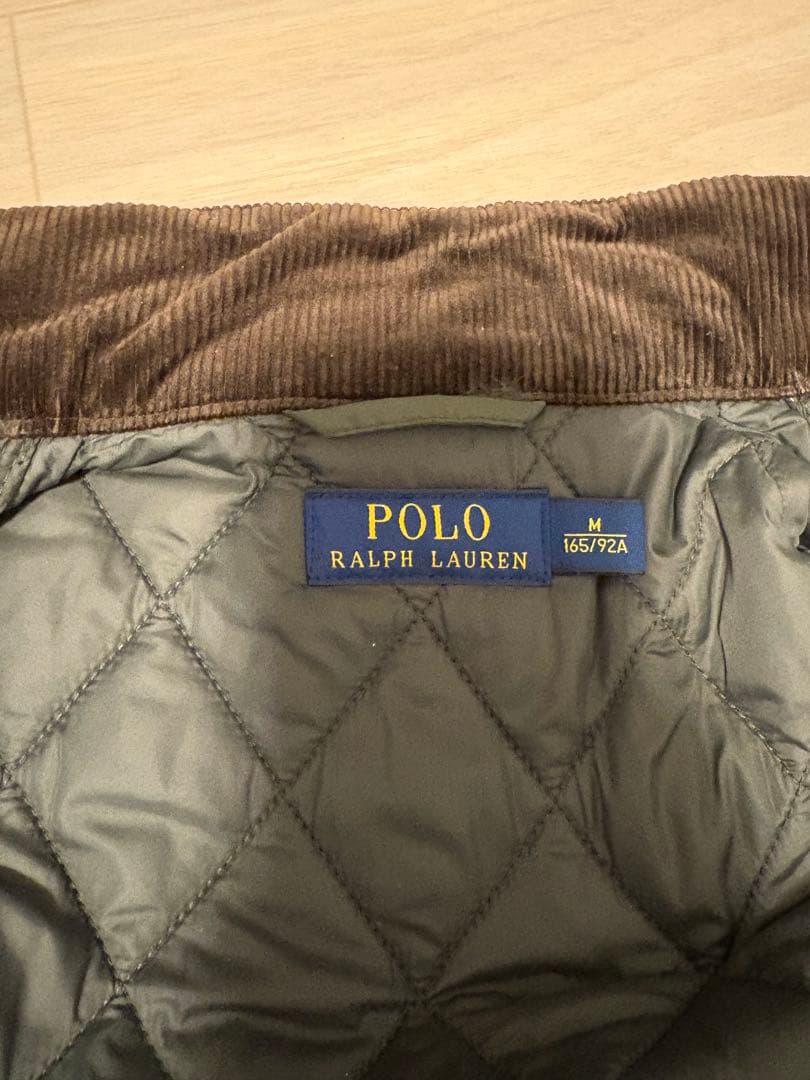 POLO
RALPH LAUREN
M
165/92A